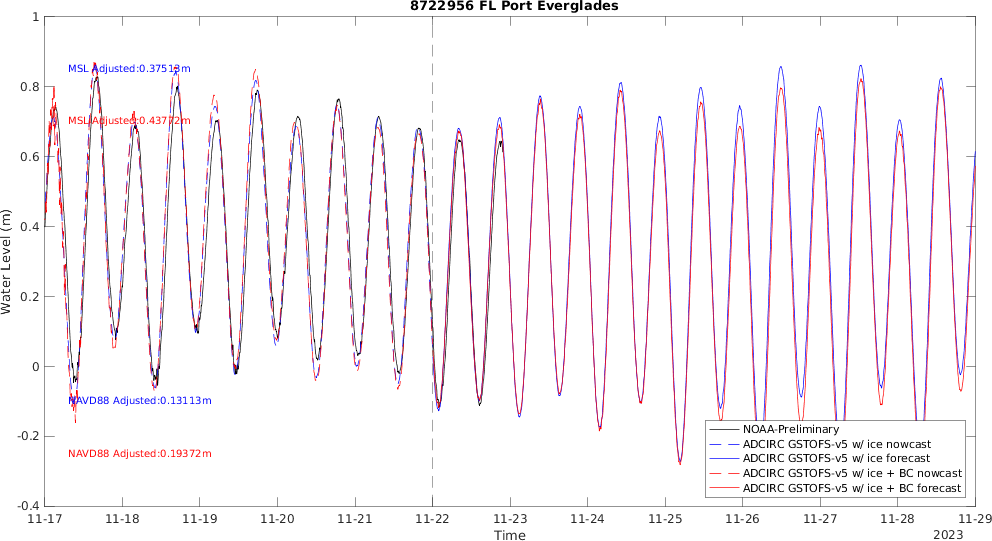 8722956 FL Port Everglades
1
0.8
0.6
0.4
0.2
0
-0.2
-0.4
Water Level (m)
MSL Adjusted:0.37513m
MSL Adjusted:0.43772m
NAVD88 Adjusted:0.13113m
NAVD88 Adjusted:0.19372m
NOAA-Preliminary
ADCIRC GSTOFS-v5 w/ ice nowcast
ADCIRC GSTOFS-v5 w/ ice forecast
ADCIRC GSTOFS-v5 w/ ice + BC nowcast
ADCIRC GSTOFS-v5 w/ ice + BC forecast
11-17 11-18 11-19 11-20 11-21 11-22 11-23 11-24 11-25 11-26 11-27 11-28 11-29
Time
2023